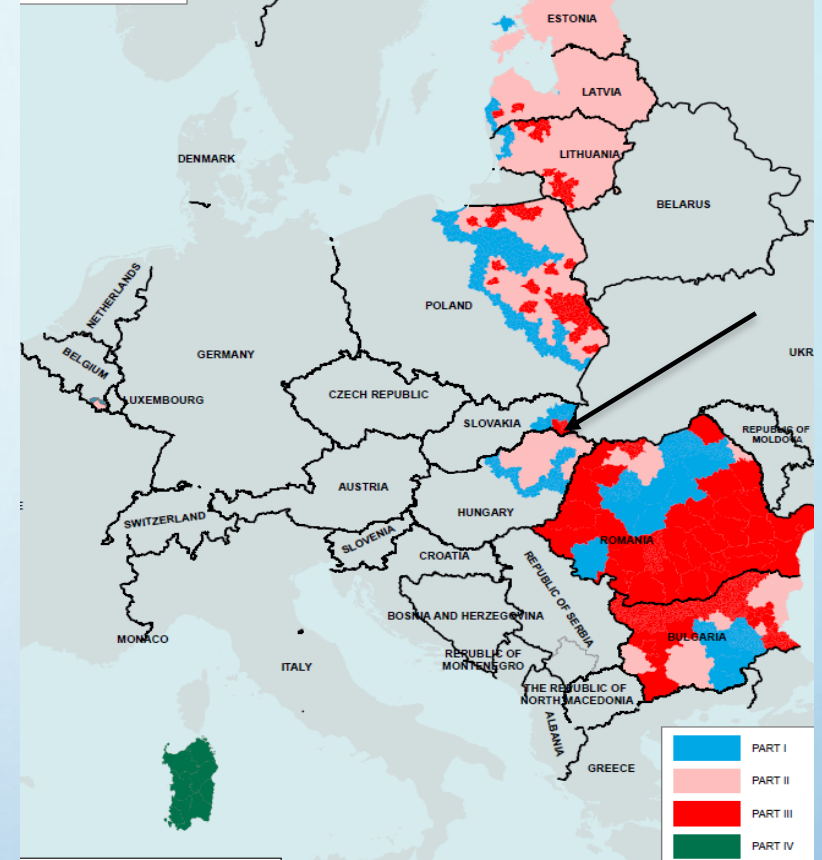 ESTONIA
LATVIA
DENMARK
LITHUANIA
BELARUS
NETHERLANDS
POLAND
UKR
BELGIUM
GERMANY
CZECH REPUBLIC
LUXEMBOURG
SLOVAKIA
REPUBLIC OF
MOLDOVA
AUSTRIA
HUNGARY
SWITZERLAND
SLOVENIA
ROMANIA
CROATIA
REPUBLIC OF SERBIA
BOSNIA AND HERZEGOVINA
BULGARIA
MONACO
REPUBLIC OF
MONTENEGRO
ITALY
THE REPUBLIC OF
NORTH MACEDONIA
ALBANIA
GREECE
PART I
PART II
PART III
PART IV